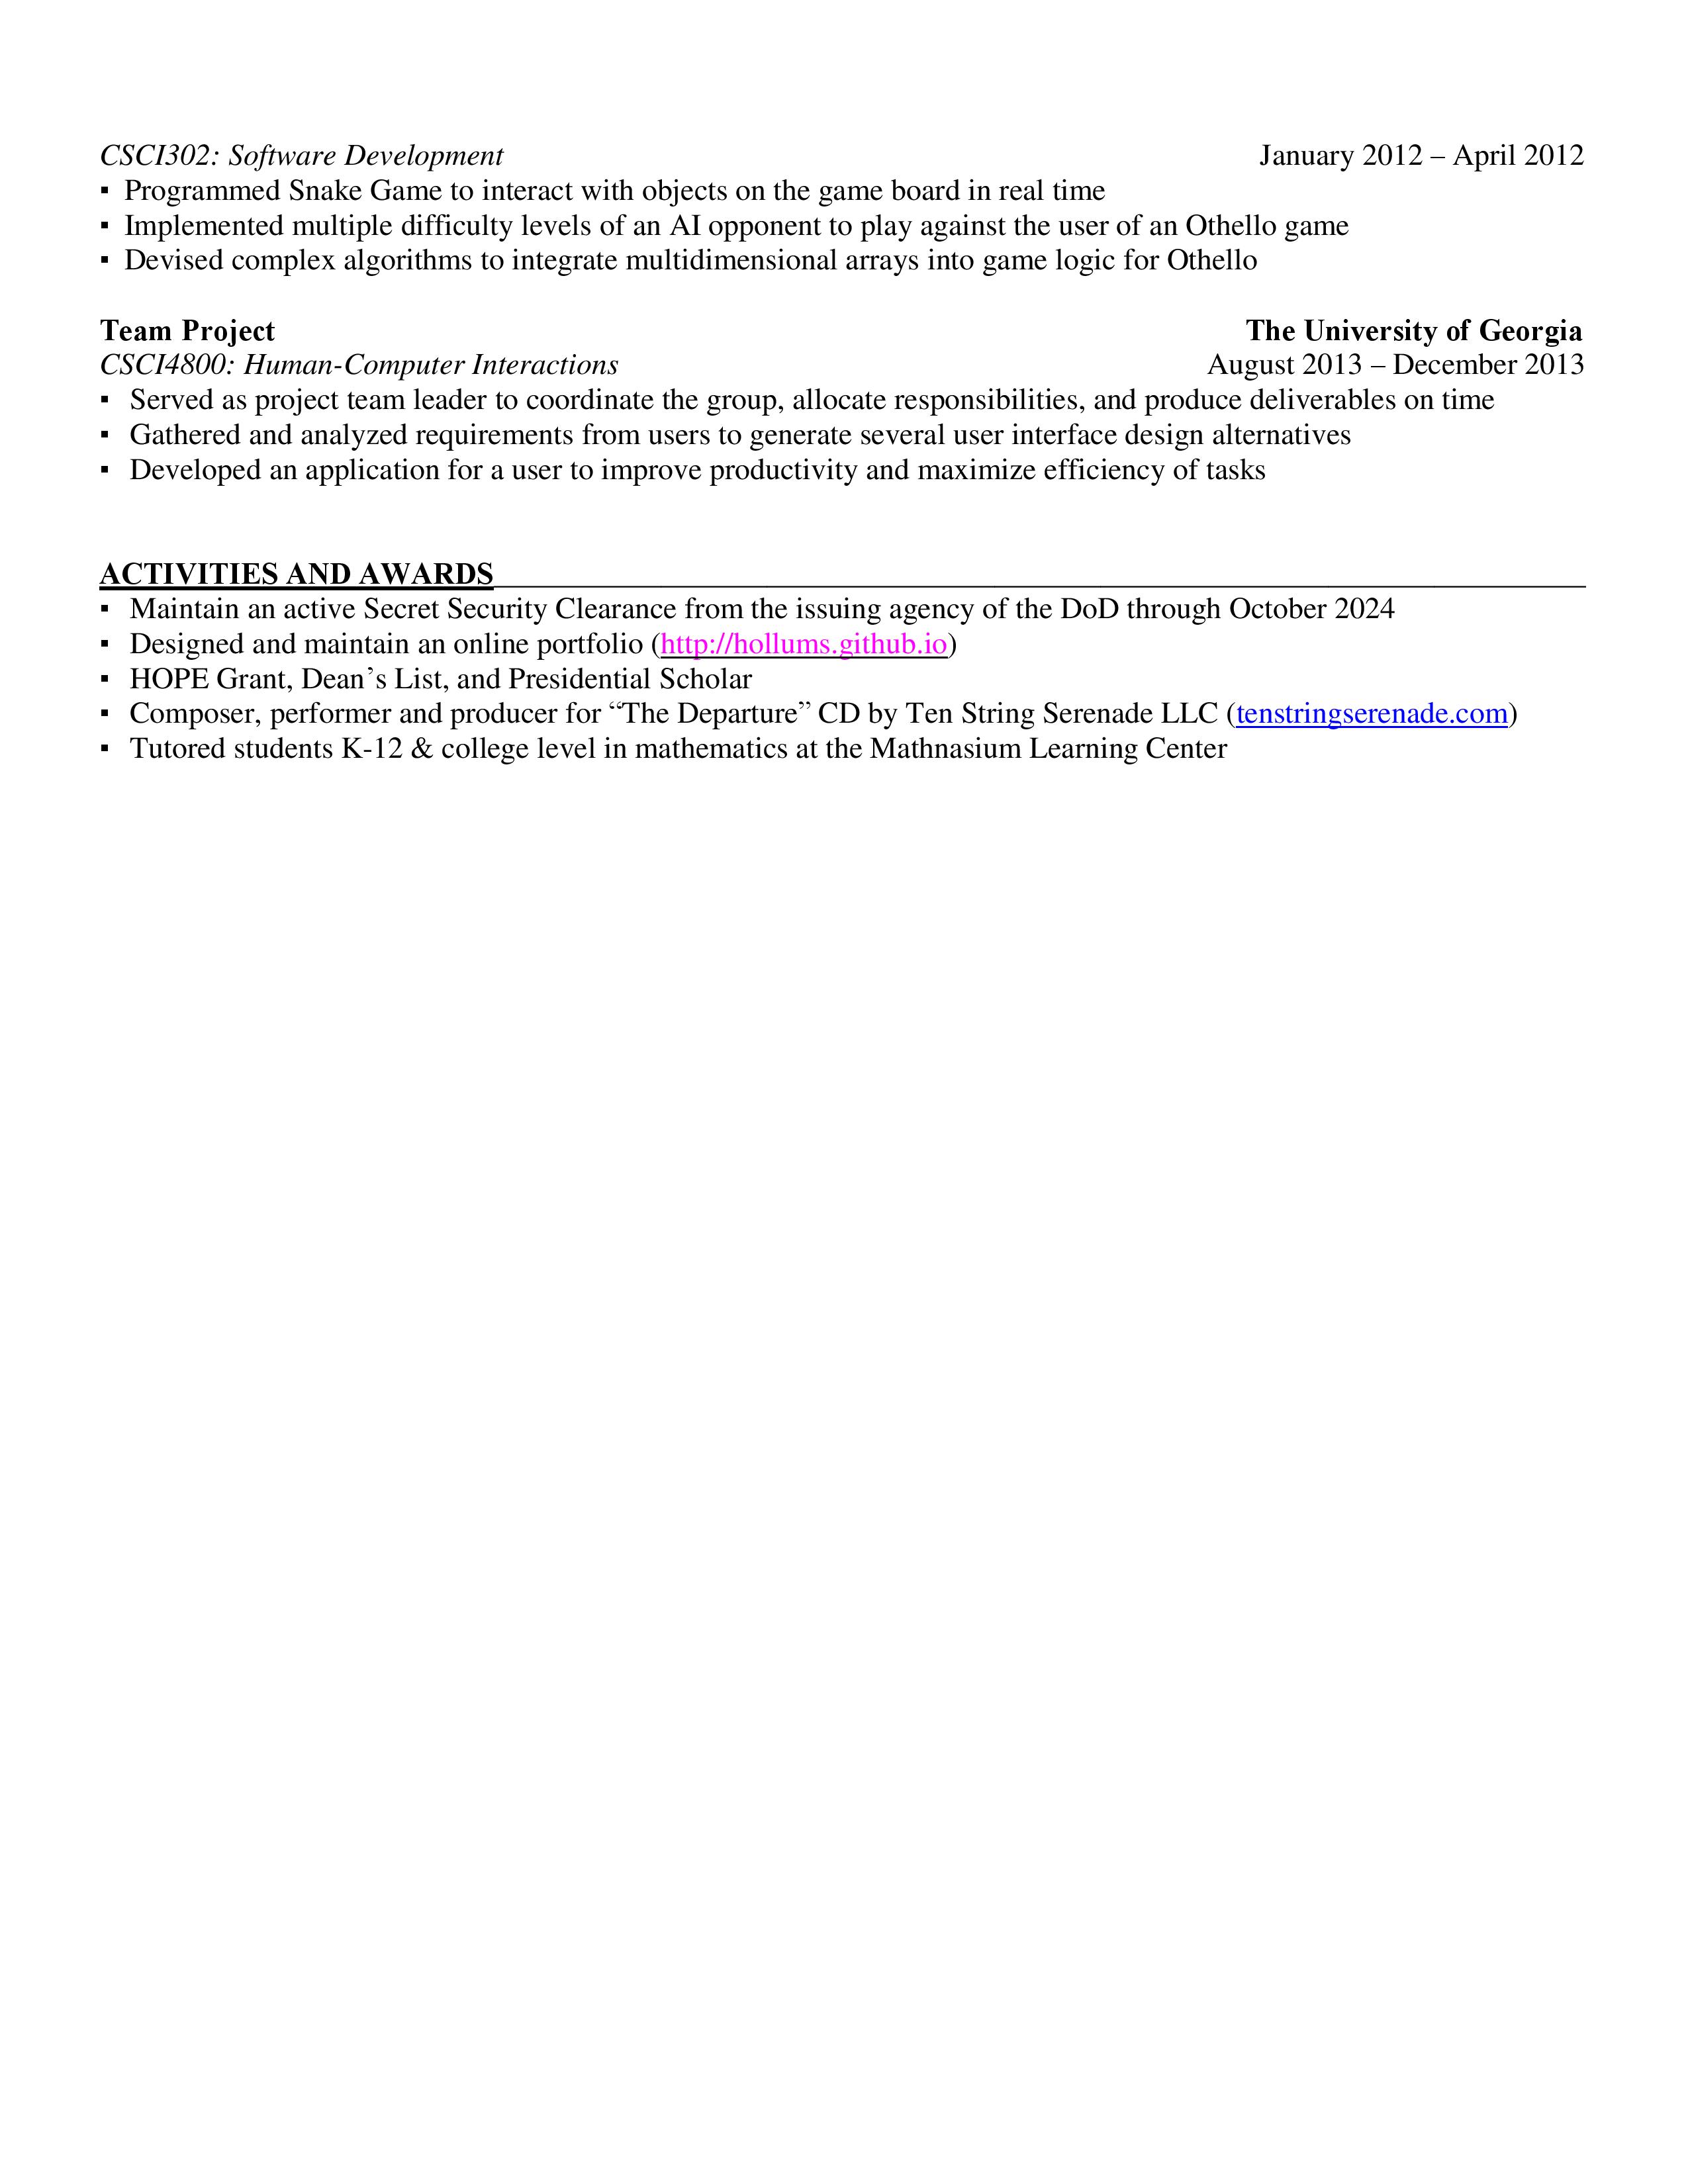 CSCI302: Software Development January 2012 – April 2012
▪ Programmed Snake Game to interact with objects on the game board in real time
▪ Implemented multiple difficulty levels of an AI opponent to play against the user of an Othello game
▪ Devised complex algorithms to integrate multidimensional arrays into game logic for Othello
Team Project The University of Georgia
CSCI4800: Human-Computer Interactions August 2013 – December 2013
▪ Served as project team leader to coordinate the group, allocate responsibilities, and produce deliverables on time
▪ Gathered and analyzed requirements from users to generate several user interface design alternatives
▪ Developed an application for a user to improve productivity and maximize efficiency of tasks
ACTIVITIES AND AWARDS
▪ Maintain an active Secret Security Clearance from the issuing agency of the DoD through October 2024
▪ Designed and maintain an online portfolio (http://hollums.github.io)
▪ HOPE Grant, Dean’s List, and Presidential Scholar
▪ Composer, performer and producer for “The Departure” CD by Ten String Serenade LLC (tenstringserenade.com)
▪ Tutored students K-12 & college level in mathematics at the Mathnasium Learning Center